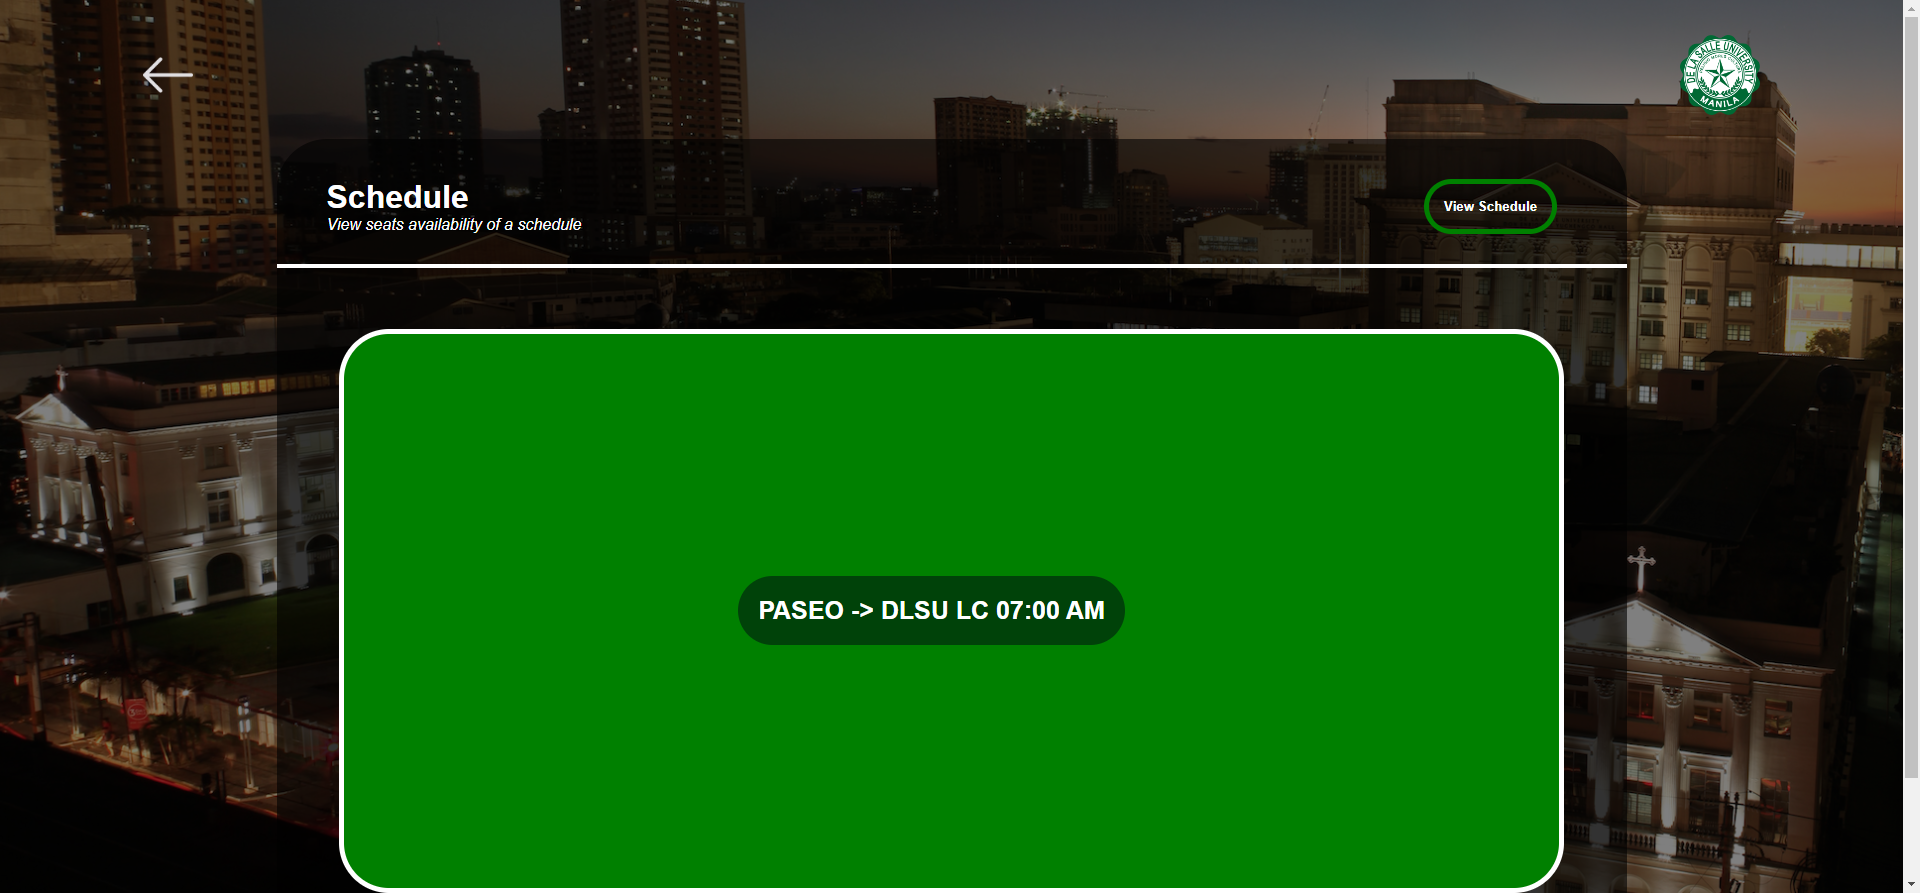 DE LA SALLE UNIVERSITY
MANILA
Schedule
View seats availability of a schedule
View Schedule
PASEO -> DLSU LC 07:00 AM